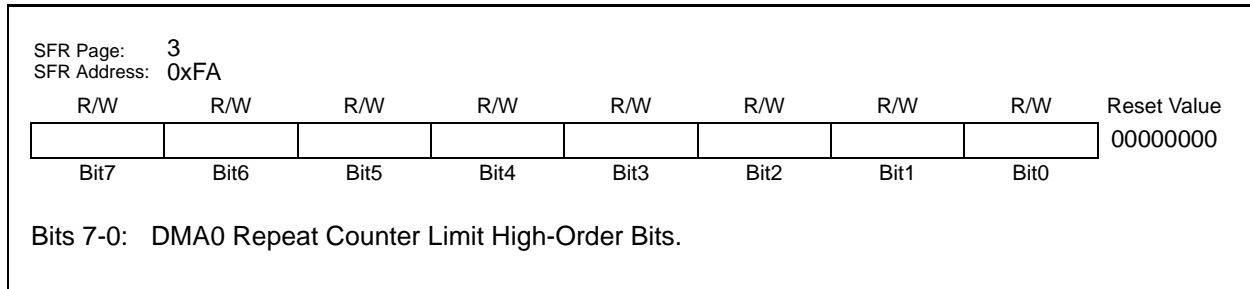 SFR Page: 3
SFR Address: 0xFA
R/W R/W R/W R/W R/W R/W R/W R/W Reset Value
00000000
Bit7 Bit6 Bit5 Bit4 Bit3 Bit2 Bit1 Bit0
Bits 7-0: DMA0 Repeat Counter Limit High-Order Bits.